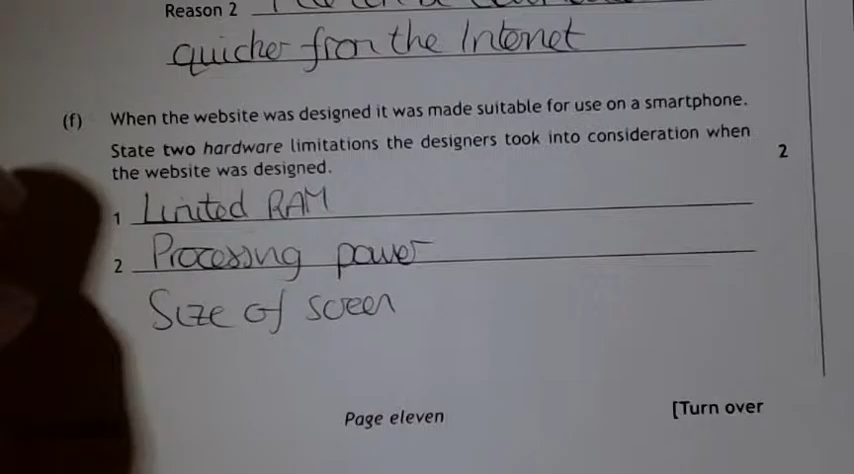 Reason 2
quicker from the Internet
(f) When the website was designed it was made suitable for use on a smartphone.
State two hardware limitations the designers took into consideration when
the website was designed.
2
1 Limited RAM
2 Processing power
Size of screen
Page eleven
[Turn over